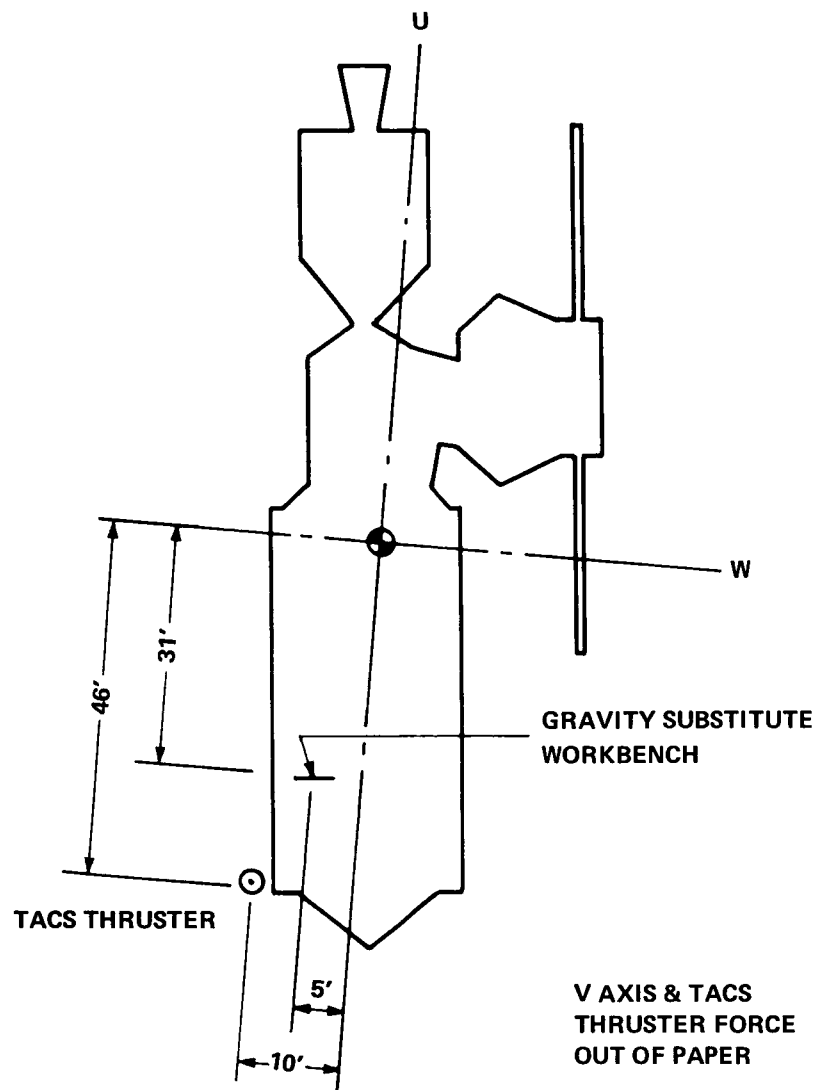 U
W
31'
46'
GRAVITY SUBSTITUTE
WORKBENCH
TACS THRUSTER
5'
10'
V AXIS & TACS
THRUSTER FORCE
OUT OF PAPER